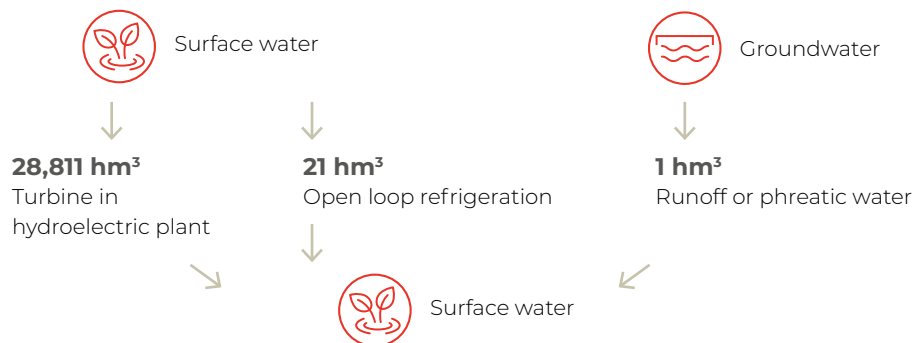 Surface water
Groundwater
28,811 hm³
Turbine in
hydroelectric plant
21 hm³
Open loop refrigeration
1 hm³
Runoff or phreatic water
Surface water